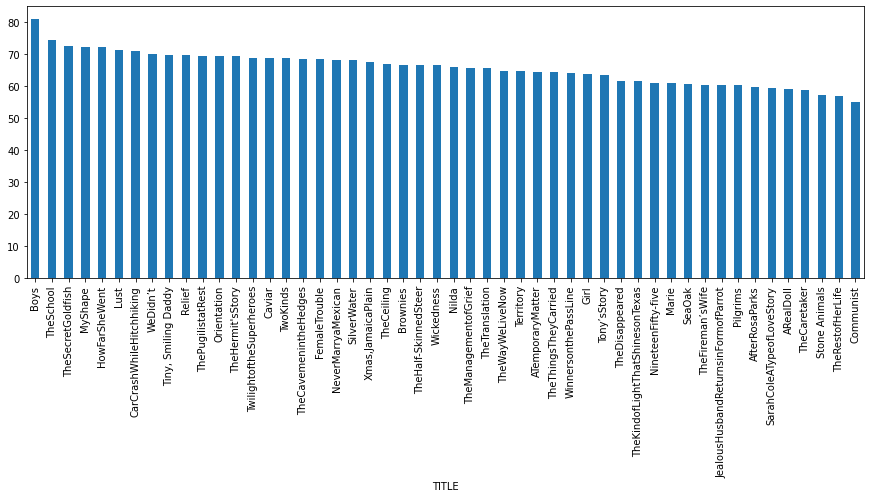 80
70
60
50
40
30
20
10
0
Boys
TheSchool
TheSecretGoldfish
MyShape
HowFarSheWent
Lust
CarCrashWhileHitchhiking
WeDidn't
Tiny, Smiling Daddy
Relief
ThePugilistatRest
Orientation
TheHermit'sStory
TwilightoftheSuperheroes
Caviar
TwoKinds
TheCavemenintheHedges
FemaleTrouble
NeverMarryaMexican
SilverWater
Xmas,JamaicaPlain
TheCeiling
Brownies
TheHalf-SkinnedSteer
Wickedness
Nilda
TheManagementofGrief
TheTranslation
TheWayWeLiveNow
Territory
ATemporaryMatter
TheThingsTheyCarried
WinnersonthePassLine
Girl
Tony'sStory
TheDisappeared
TheKindofLightThatShinesonTexas
NineteenFifty-five
Marie
SeaOak
TheFireman'sWife
JealousHusbandReturnsinFormofParrot
Pilgrims
AfterRosaParks
SarahColeATypeofLoveStory
ARealDoll
TheCaretaker
Stone Animals
TheRestofHerLife
Communist
TITLE